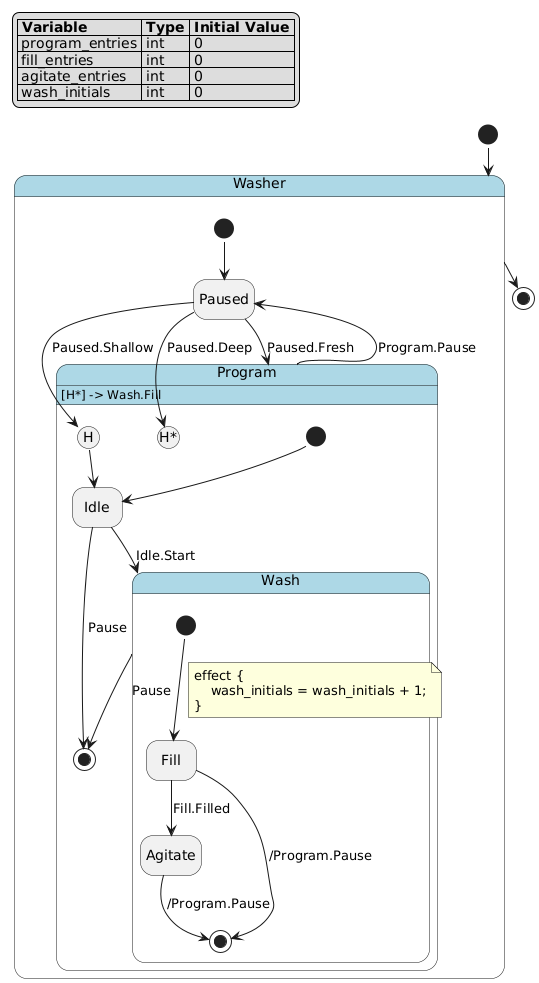 Variable Type Initial Value
program_entries int 0
fill_entries int 0
agitate_entries int 0
wash_initials int 0
Washer
Paused
Paused.Shallow
Paused.Deep
Paused.Fresh
Program.Pause
Program
[H*] -> Wash.Fill
H
H*
Idle
Idle.Start
Wash
Pause
effect {
wash_initials = wash_initials + 1;
}
Pause
Fill
Fill.Filled
Agitate
/Program.Pause
/Program.Pause